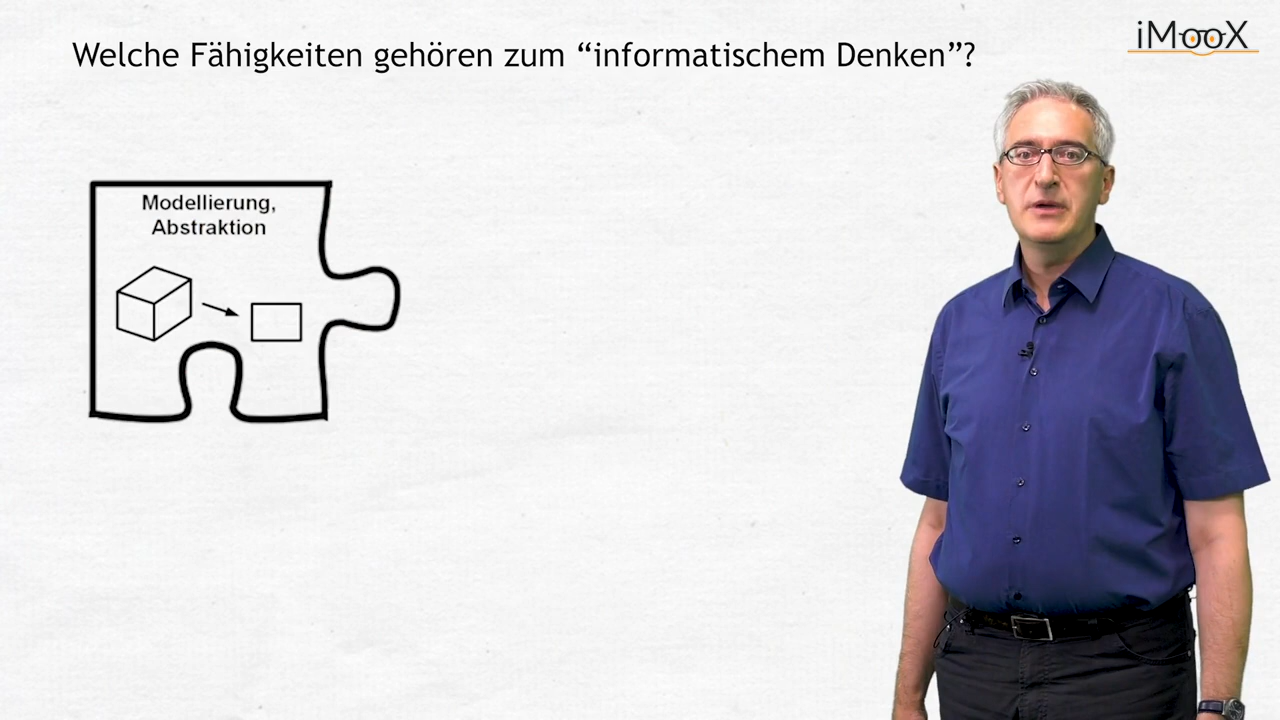 Welche Fähigkeiten gehören zum “informatischem Denken”?
iMooX
Modellierung,
Abstraktion